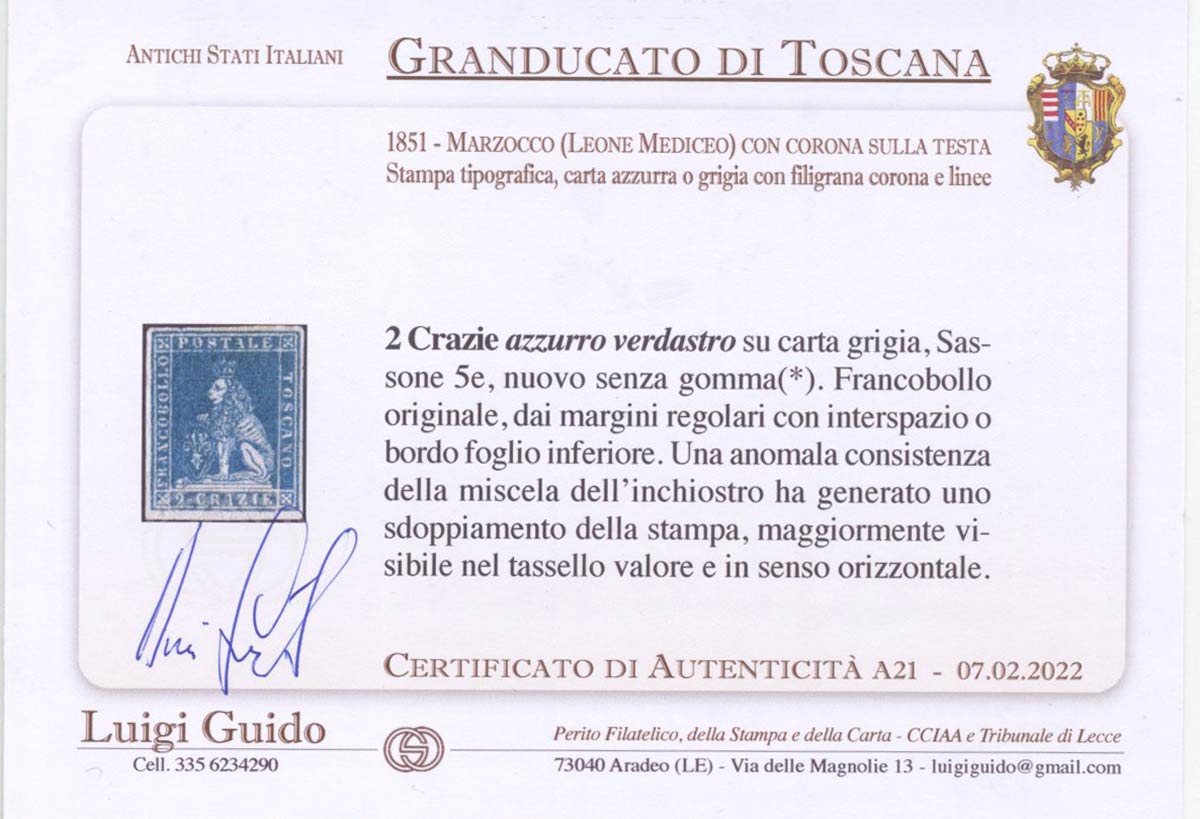 ANTICHI STATI ITALIANI
GRANDUCATO DI TOSCANA
1851 - MARZOCCO (LEONE MEDICEO) CON CORONA SULLA TESTA
Stampa tipografica, carta azzurra o grigia con filigrana corona e linee
FRANCOBOLLO
POSTALE
TOSCANO
2 CRAZIE
2 Crazie azzurro verdastro su carta grigia, Sas-
sone 5e, nuovo senza gomma(*). Francobollo
originale, dai margini regolari con interspazio o
bordo foglio inferiore. Una anomala consistenza
della miscela dell'inchiostro ha generato uno
sdoppiamento della stampa, maggiormente vi-
sibile nel tassello valore e in senso orizzontale.
CERTIFICATO DI AUTENTICITÀ A21 - 07.02.2022
Luigi Guido
Cell. 335 6234290
Perito Filatelico, della Stampa e della Carta - CCIAA e Tribunale di Lecce
73040 Aradeo (LE) - Via delle Magnolie 13 - luigiguido@gmail.com